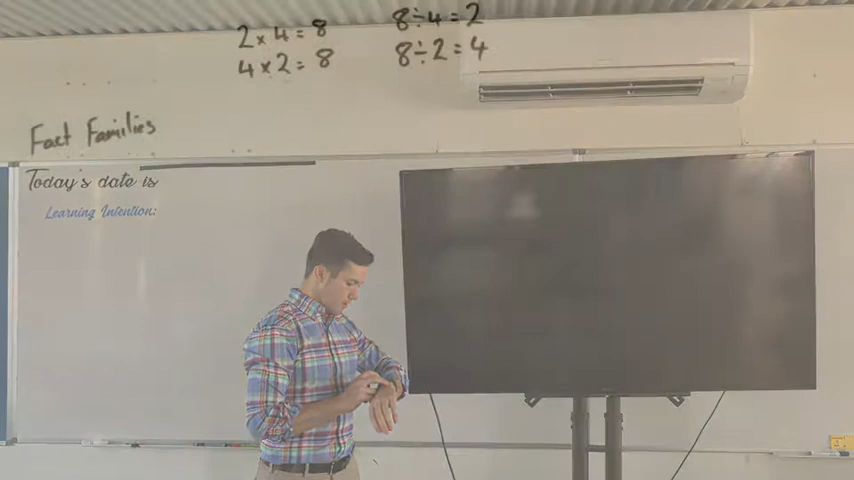 2 × 4 = 8
4 × 2 = 8
8 ÷ 4 = 2
8 ÷ 2 = 4
Fact Families
Today's date is
Learning Intention: